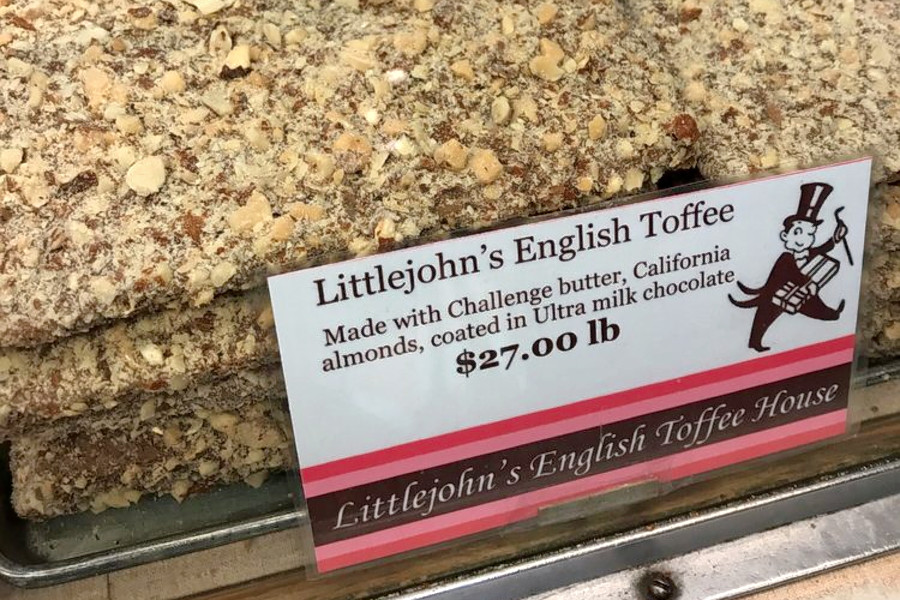 Littlejohn's English Toffee
Made with Challenge butter, California
almonds, coated in Ultra milk chocolate
$27.00 lb
Littlejohn's English Toffee House